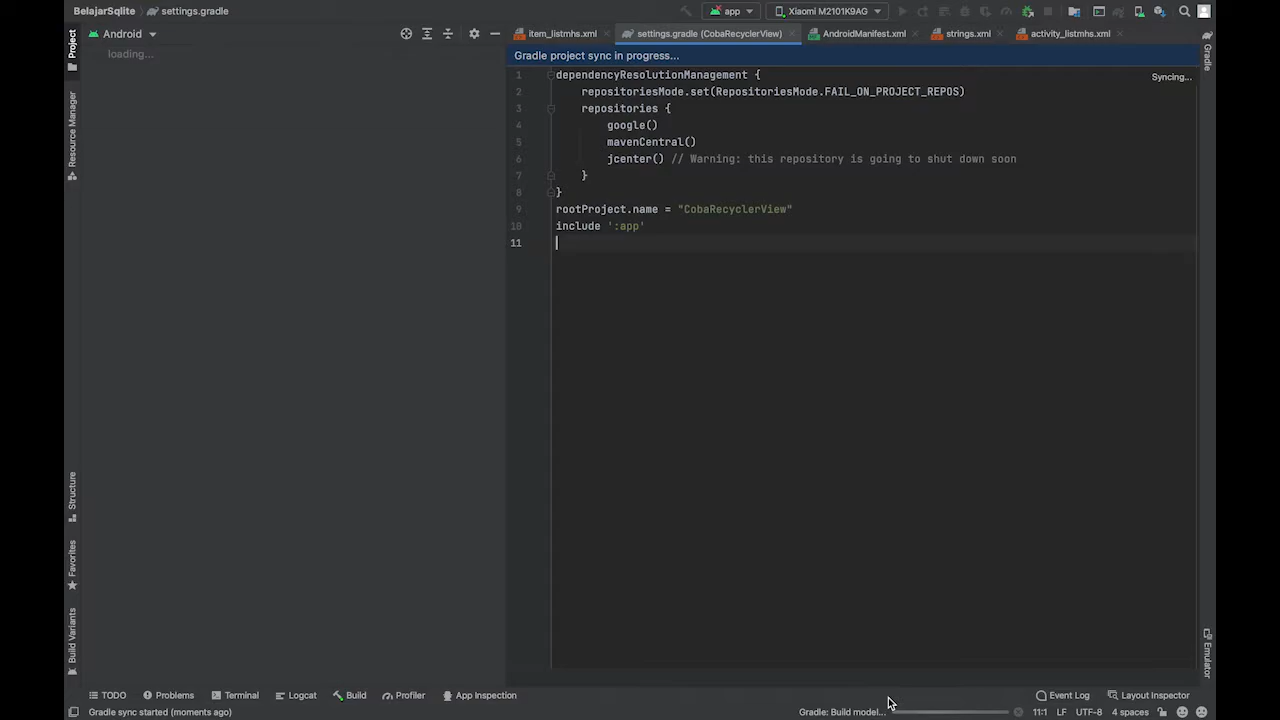 BelajarSqlite
settings.gradle
app
Xiaomi M2101K9AG
Project
Android
item_listmhs.xml
settings.gradle (CobaRecyclerView)
AndroidManifest.xml
strings.xml
activity_listmhs.xml
Gradle
loading...
Gradle project sync in progress...
Syncing...
1 dependencyResolutionManagement {
2 repositoriesMode.set(RepositoriesMode.FAIL_ON_PROJECT_REPOS)
3 repositories {
4 google()
5 mavenCentral()
6 jcenter() // Warning: this repository is going to shut down soon
7 }
8 }
9 rootProject.name = "CobaRecyclerView"
10 include ':app'
11
Resource Manager
Structure
Favorites
Build Variants
Emulator
TODO
Problems
Terminal
Logcat
Build
Profiler
App Inspection
Event Log
Layout Inspector
Gradle sync started (moments ago)
Gradle: Build model...
11:1
LF
UTF-8
4 spaces